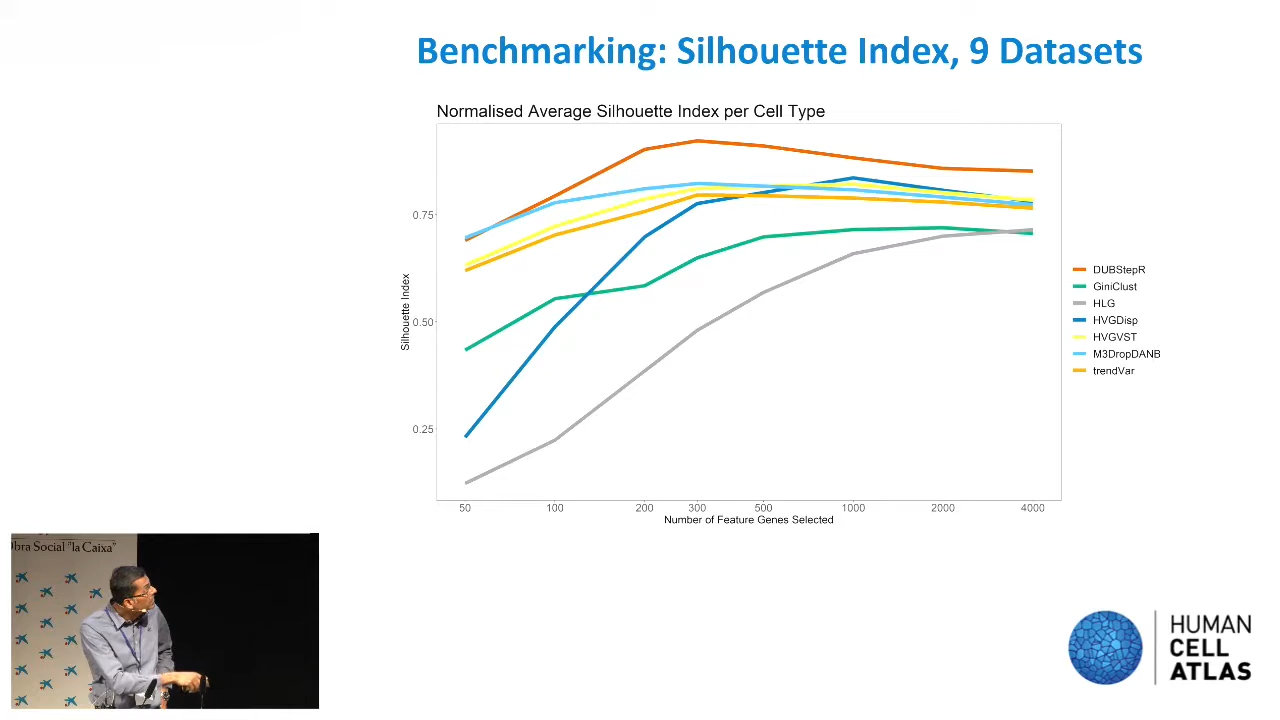 Benchmarking: Silhouette Index, 9 Datasets
Normalised Average Silhouette Index per Cell Type
Silhouette Index
0.75
0.50
0.25
50 100 200 300 500 1000 2000 4000
Number of Feature Genes Selected
DUBStepR
GiniClust
HLG
HVGDisp
HVGVST
M3DropDANB
trendVar
Obra Social "la Caixa"
HUMAN
CELL
ATLAS